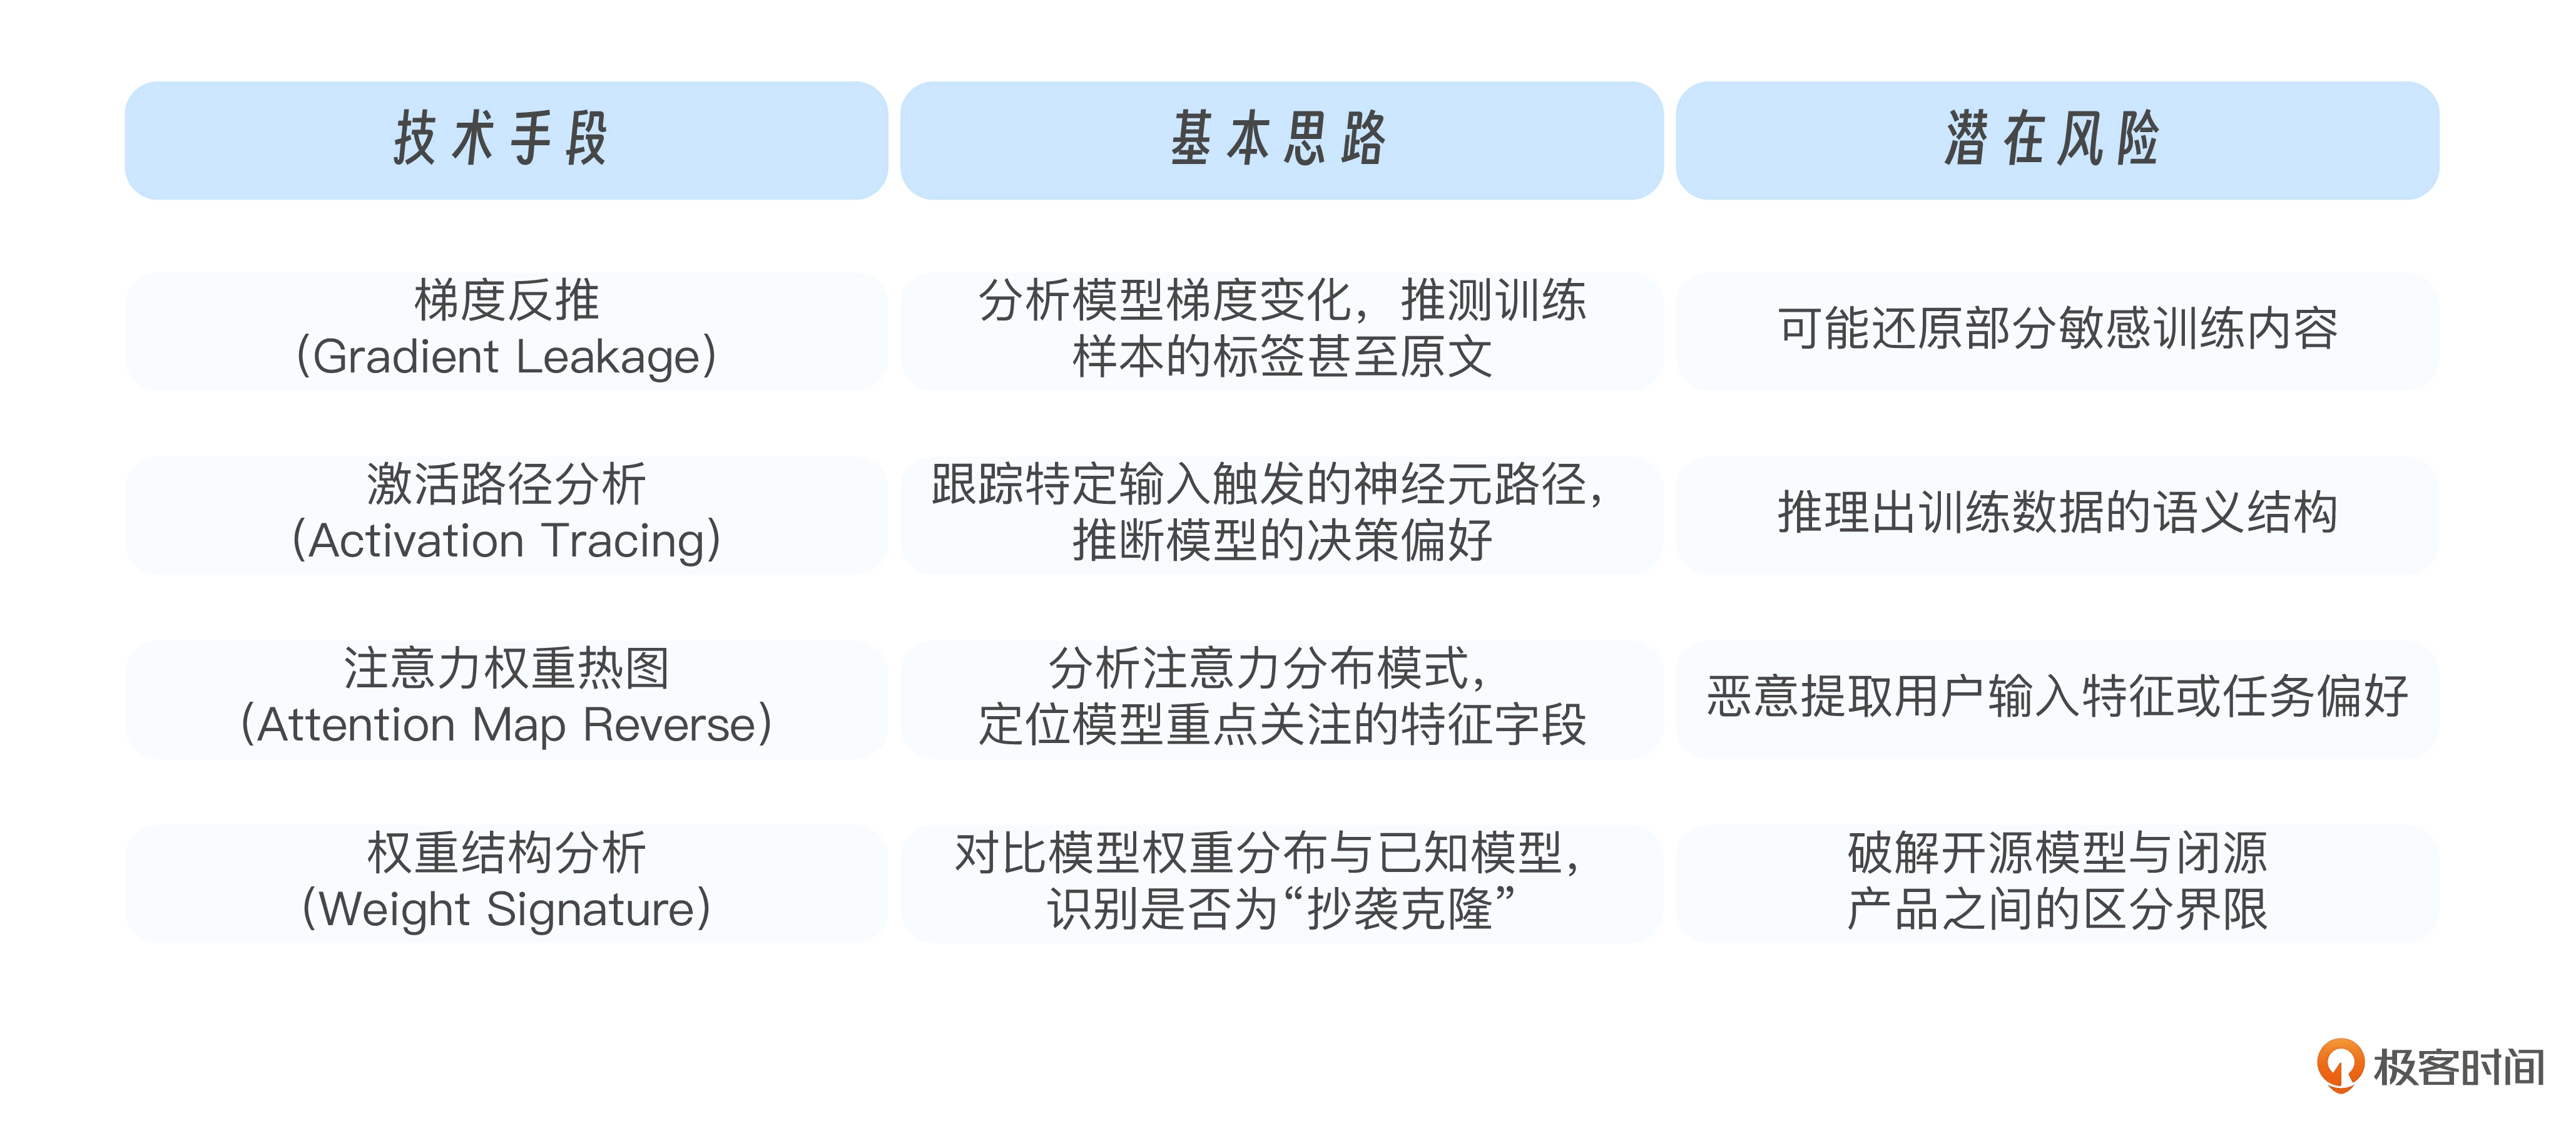 技术手段
基本思路
潜在风险
梯度反推
(Gradient Leakage)
分析模型梯度变化，推测训练
样本的标签甚至原文
可能还原部分敏感训练内容
激活路径分析
(Activation Tracing)
跟踪特定输入触发的神经元路径，
推断模型的决策偏好
推理出训练数据的语义结构
注意力权重热图
(Attention Map Reverse)
分析注意力分布模式，
定位模型重点关注的特征字段
恶意提取用户输入特征或任务偏好
权重结构分析
(Weight Signature)
对比模型权重分布与已知模型，
识别是否为“抄袭克隆”
破解开源模型与闭源
产品之间的区分界限
极客时间